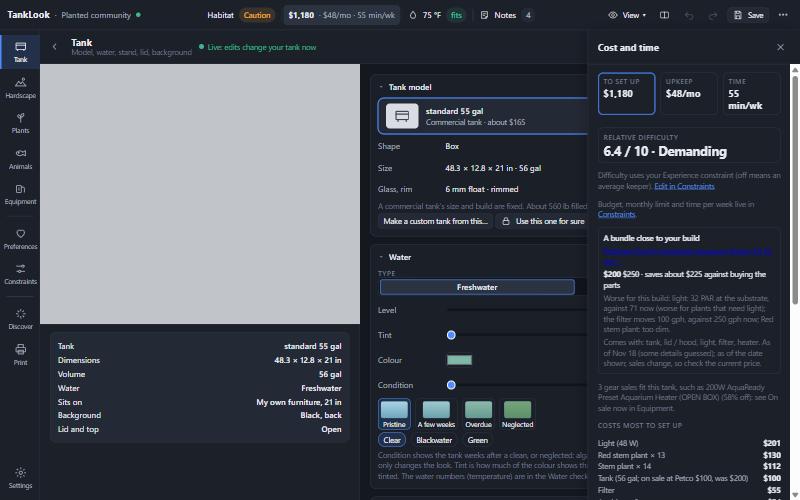 TankLook · Planted community
Habitat Caution $1,180 · $48/mo · 55 min/wk 75 °F fits Notes 4
View Save
Tank
Hardscape
Plants
Animals
Equipment
Preferences
Constraints
Discover
Print
Settings
Tank
Model, water, stand, lid, background
Live: edits change your tank now
Tank standard 55 gal
Dimensions 48.3 × 12.8 × 21 in
Volume 56 gal
Water Freshwater
Sits on My own furniture, 21 in
Background Black, back
Lid and top Open
Tank model
standard 55 gal
Commercial tank · about $165
Shape Box
Size 48.3 × 12.8 × 21 in · 56 gal
Glass, rim 6 mm float · rimmed
A commercial tank's size and build are fixed. About 560 lb filled
Make a custom tank from this... Use this one for sure
Water
TYPE
Freshwater
Level
Tint
Colour
Condition
Pristine A few weeks Overdue Neglected
Clear Blackwater Green
Condition shows the tank weeks after a clean, or neglected:
only changes the look. Tint is how much of the colour shows
tinted. The water numbers (temperature) are in the Water
Cost and time
TO SET UP
$1,180
UPKEEP
$48/mo
TIME
55
min/wk
RELATIVE DIFFICULTY
6.4 / 10 · Demanding
Difficulty uses your Experience constraint (off means an
average keeper). Edit in Constraints
Budget, monthly limit and time per week live in
Constraints.
A bundle close to your build
$200 $250 · saves about $225 against buying the
parts
Worse for this build: light: 32 PAR at the substrate,
against 71 now (worse for plants that need light);
the filter moves 100 gph, against 250 gph now; Red
stem plant: too dim.
Comes with: tank, lid / hood, light, filter, heater. As
of Nov 18 (some details guessed); as of the date
shown; sales change, so check the current price.
3 gear sales fit this tank, such as 200W AquaReady
Preset Aquarium Heater (OPEN BOX) (58% off): see On
sale now in Equipment.
COSTS MOST TO SET UP
Light (48 W) $201
Red stem plant × 13 $130
Stem plant × 14 $112
Tank (56 gal; on sale at Petco $100, was $200) $100
Filter $55